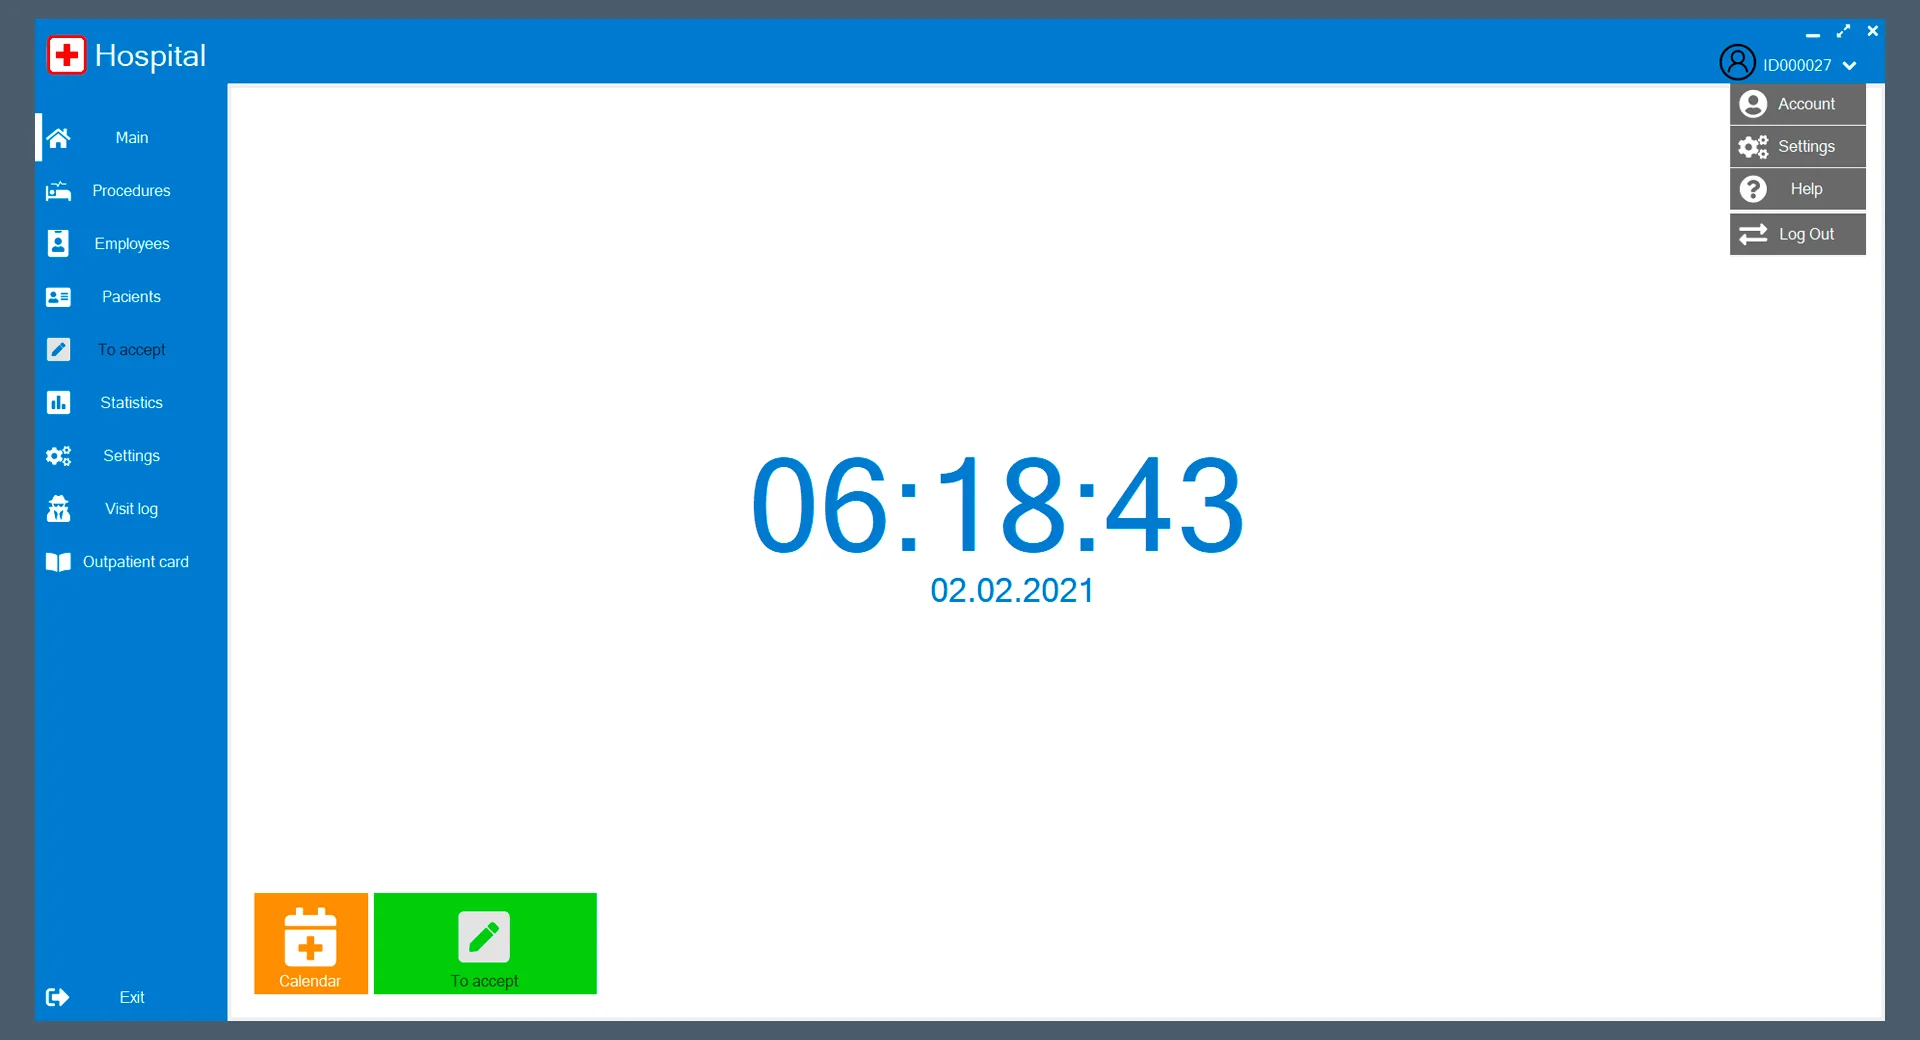 Hospital
ID000027
Account
Settings
Help
Log Out
Main
Procedures
Employees
Pacients
To accept
Statistics
Settings
Visit log
Outpatient card
06:18:43
02.02.2021
Calendar
To accept
Exit